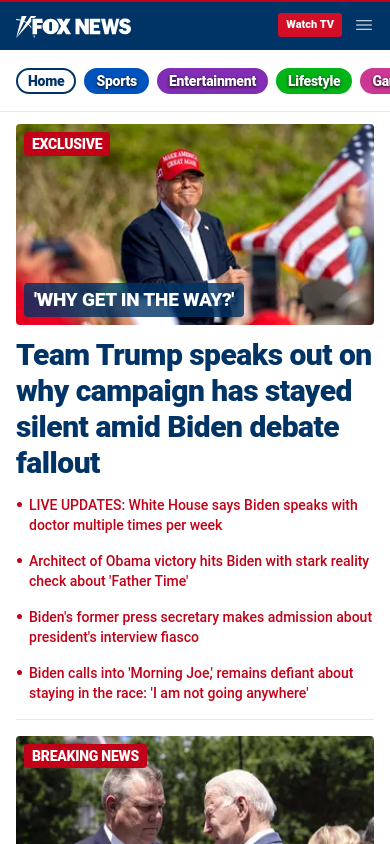 FOX NEWS
Watch TV
Home
Sports
Entertainment
Lifestyle
EXCLUSIVE
MAKE AMERICA
GREAT AGAIN
'WHY GET IN THE WAY?'
Team Trump speaks out on
why campaign has stayed
silent amid Biden debate
fallout
• LIVE UPDATES: White House says Biden speaks with
doctor multiple times per week
• Architect of Obama victory hits Biden with stark reality
check about 'Father Time'
• Biden's former press secretary makes admission about
president's interview fiasco
• Biden calls into 'Morning Joe,' remains defiant about
staying in the race: 'I am not going anywhere'
BREAKING NEWS